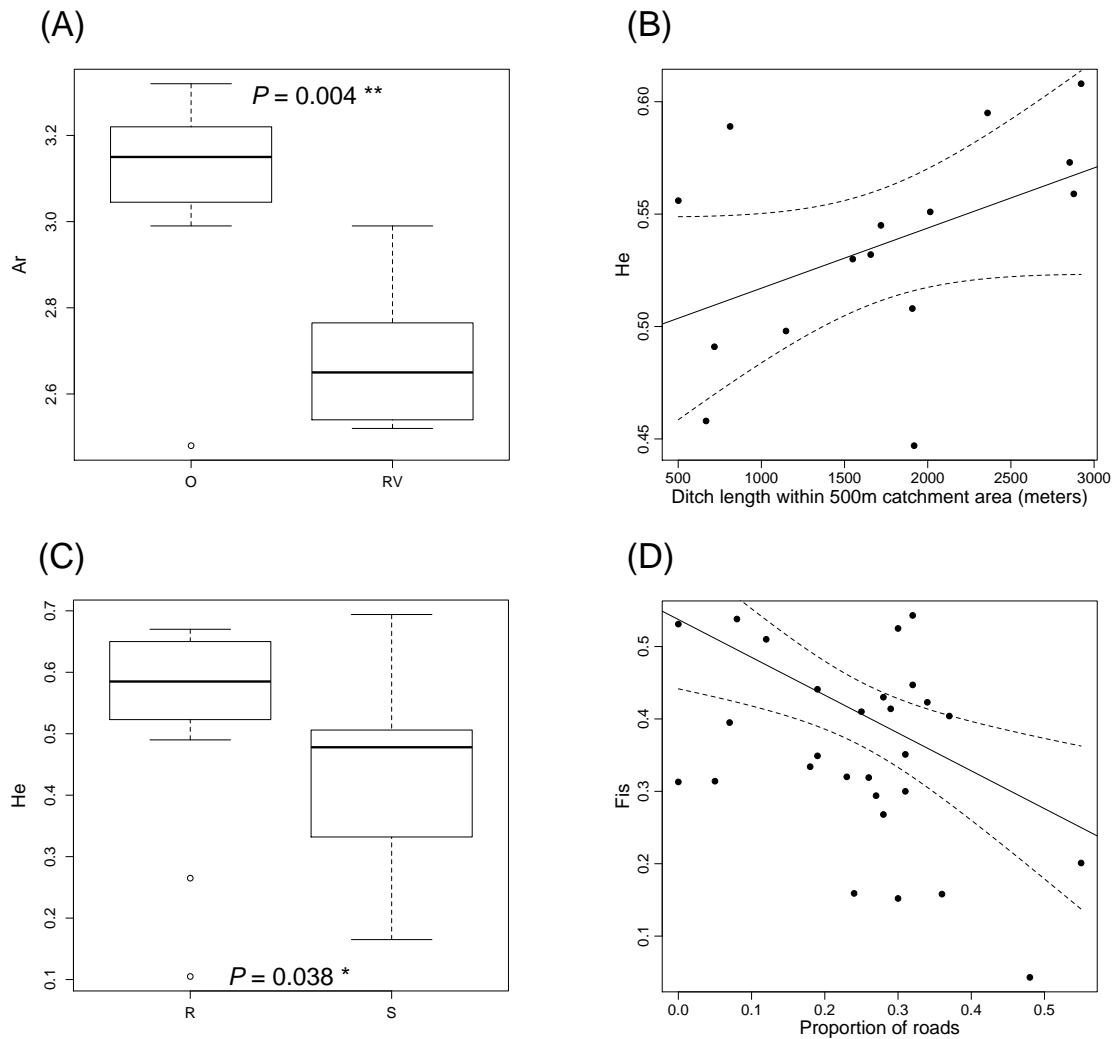 (A)
P = 0.004 **
Ar
3.2
3.0
2.8
2.6
O RV
(B)
He
0.60
0.55
0.50
0.45
500 1000 1500 2000 2500 3000
Ditch length within 500m catchment area (meters)
(C)
He
0.7
0.6
0.5
0.4
0.3
0.2
0.1
P = 0.038 *
R S
(D)
Fis
0.5
0.4
0.3
0.2
0.1
0.0 0.1 0.2 0.3 0.4 0.5
Proportion of roads